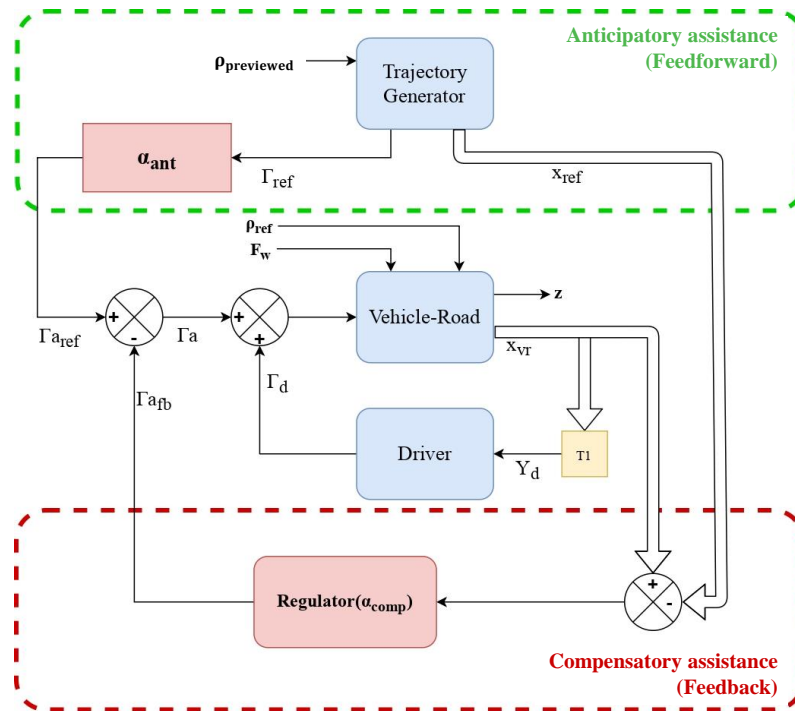 Anticipatory assistance
(Feedforward)
ρpreviewed
Trajectory
Generator
αant
Γref
xref
ρref
Fw
Vehicle-Road
z
+
-
Γaref
Γa
+
+
xvr
Γafb
Γd
Driver
Yd
T1
Regulator(αcomp)
+
-
Compensatory assistance
(Feedback)